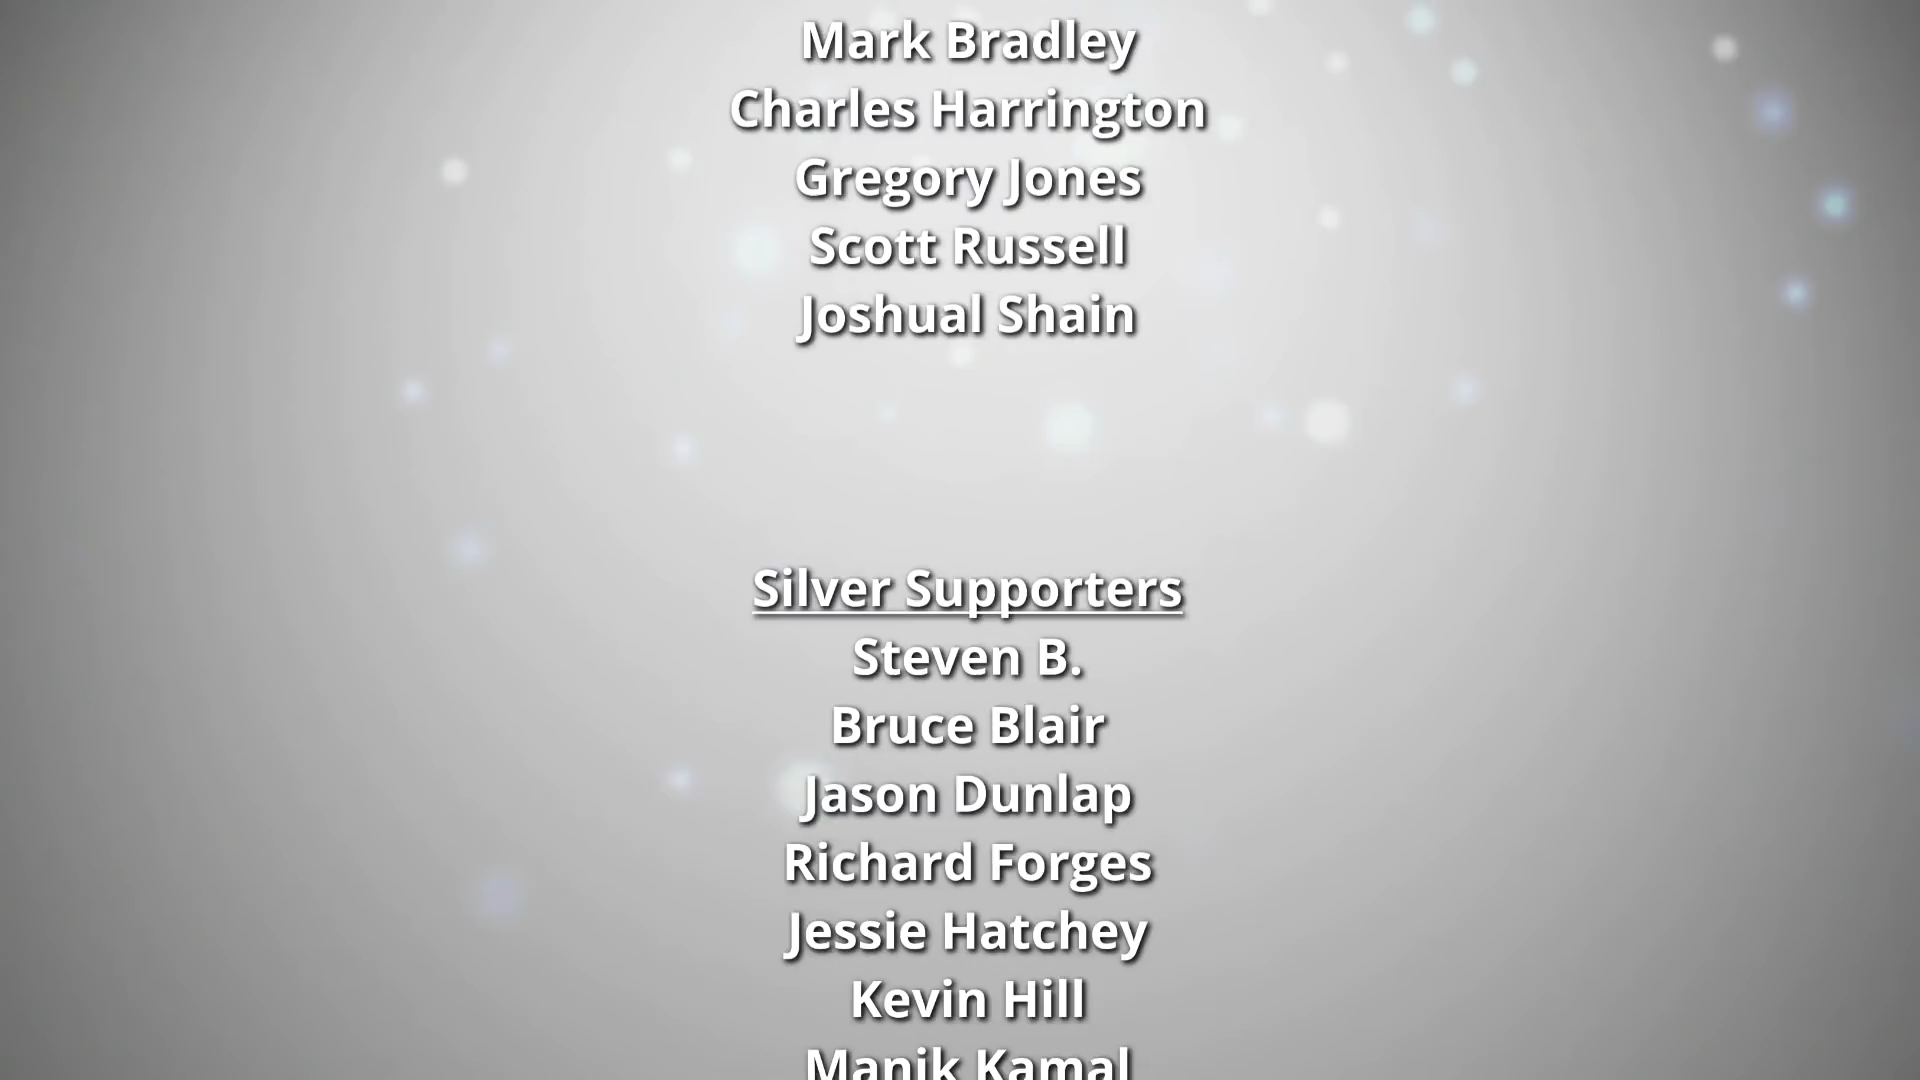 Mark Bradley
Charles Harrington
Gregory Jones
Scott Russell
Joshual Shain
Silver Supporters
Steven B.
Bruce Blair
Jason Dunlap
Richard Forges
Jessie Hatchey
Kevin Hill
Manik Kamal